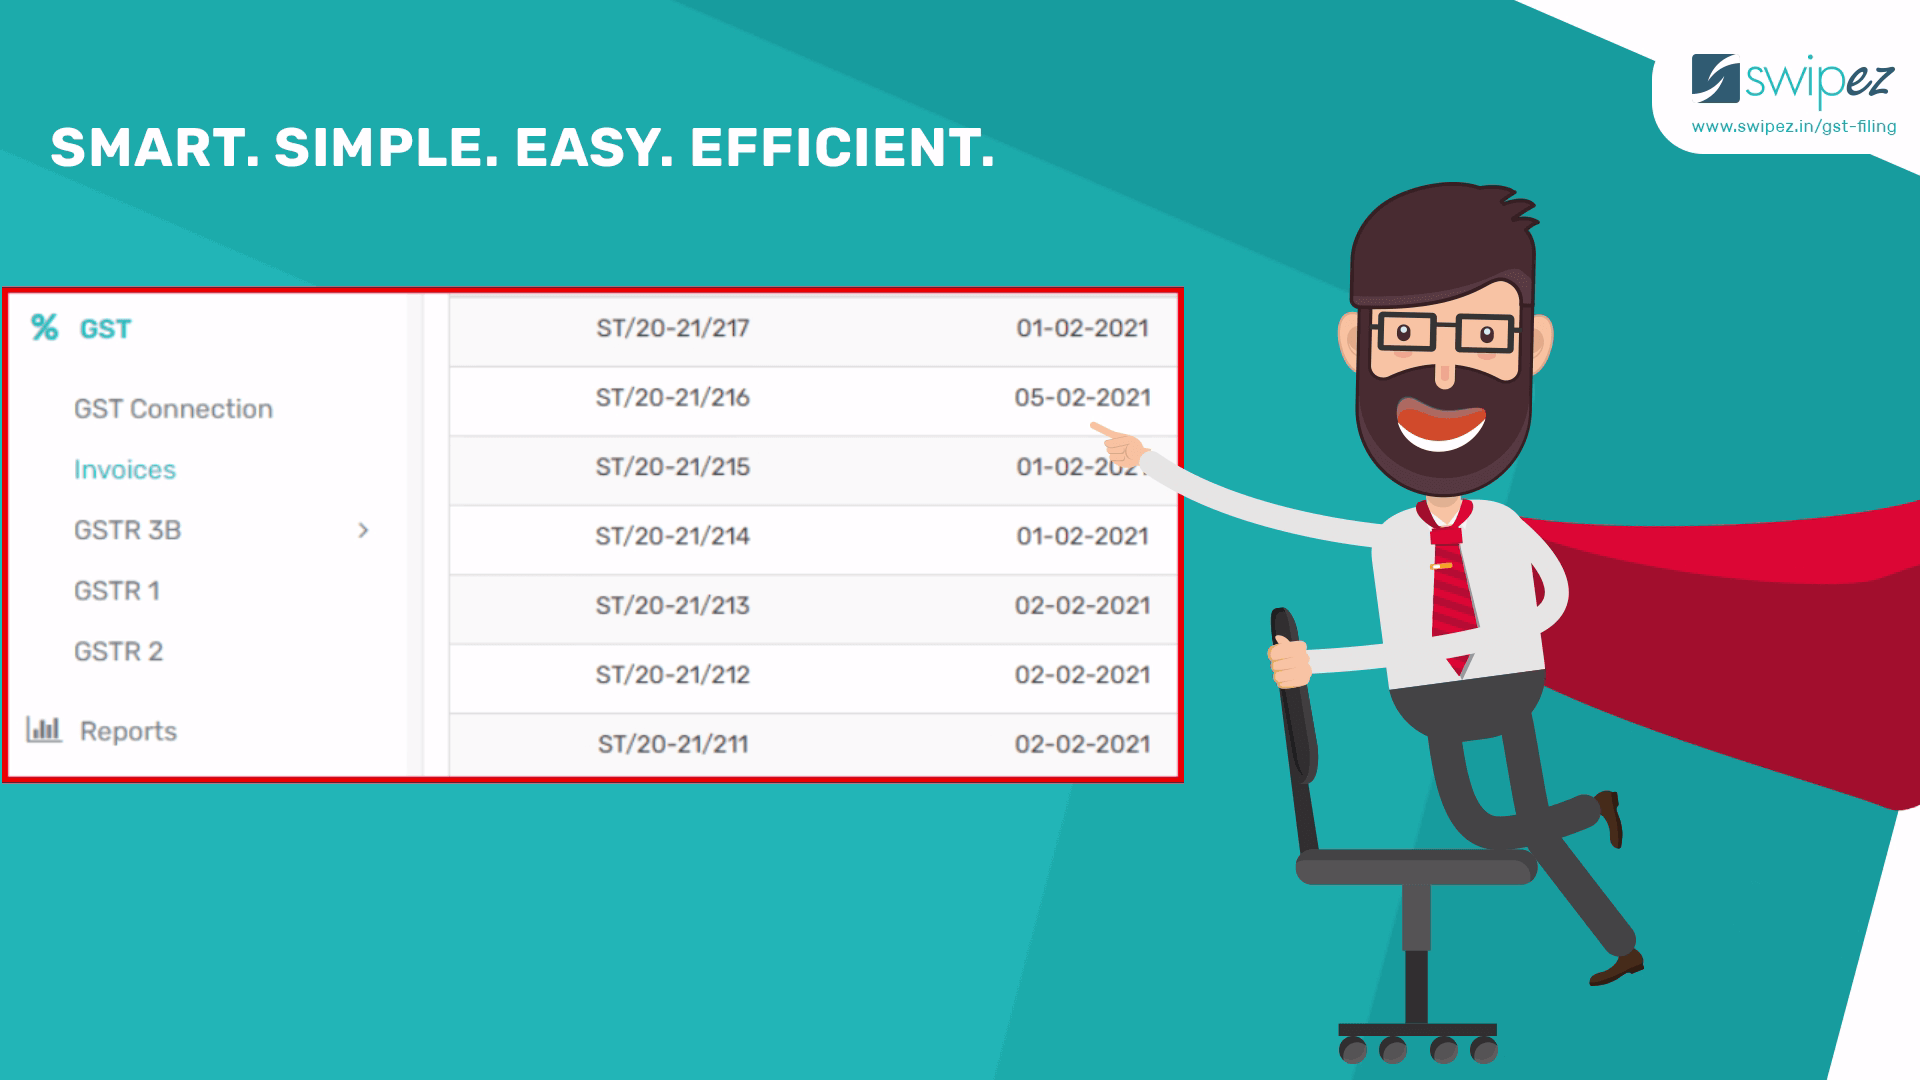 swipez
www.swipez.in/gst-filing
SMART. SIMPLE. EASY. EFFICIENT.
% GST
GST Connection
Invoices
GSTR 3B >
GSTR 1
GSTR 2
Reports
ST/20-21/217 01-02-2021
ST/20-21/216 05-02-2021
ST/20-21/215 01-02-2021
ST/20-21/214 01-02-2021
ST/20-21/213 02-02-2021
ST/20-21/212 02-02-2021
ST/20-21/211 02-02-2021